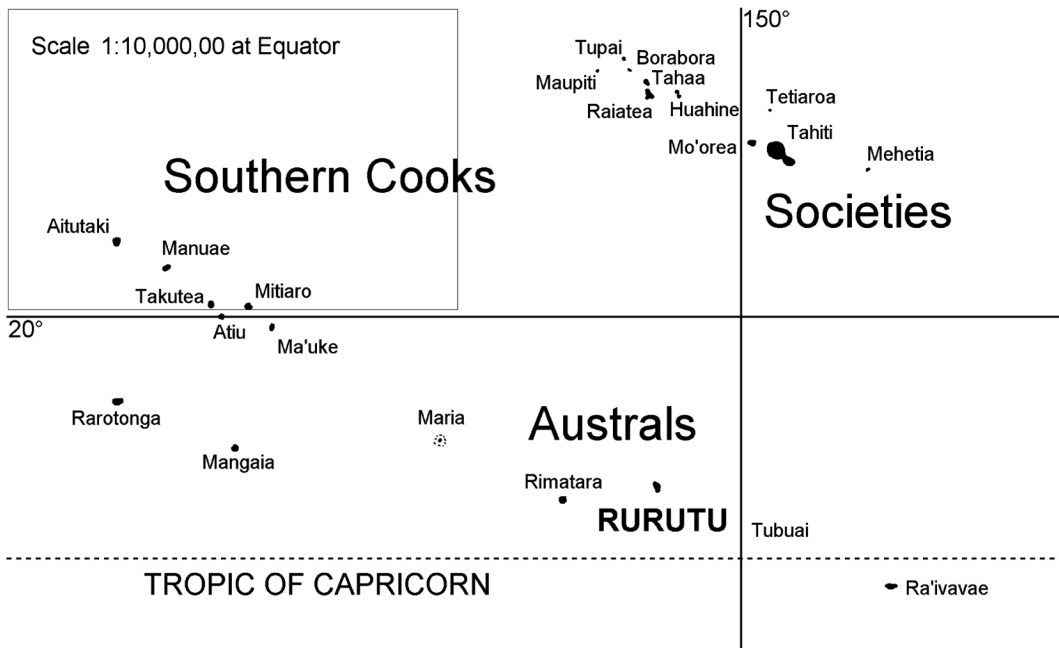 150°
Scale 1:10,000,00 at Equator
Tupai
Borabora
Maupiti
Tahaa
Raiatea
Huahine
Tetiaroa
Mo'orea
Tahiti
Mehetia
Southern Cooks
Societies
Aitutaki
Manuae
Takutea
Mitiaro
20°
Atiu
Ma'uke
Rarotonga
Maria
Australs
Mangaia
Rimatara
RURUTU
Tubuai
TROPIC OF CAPRICORN
Ra'ivavae